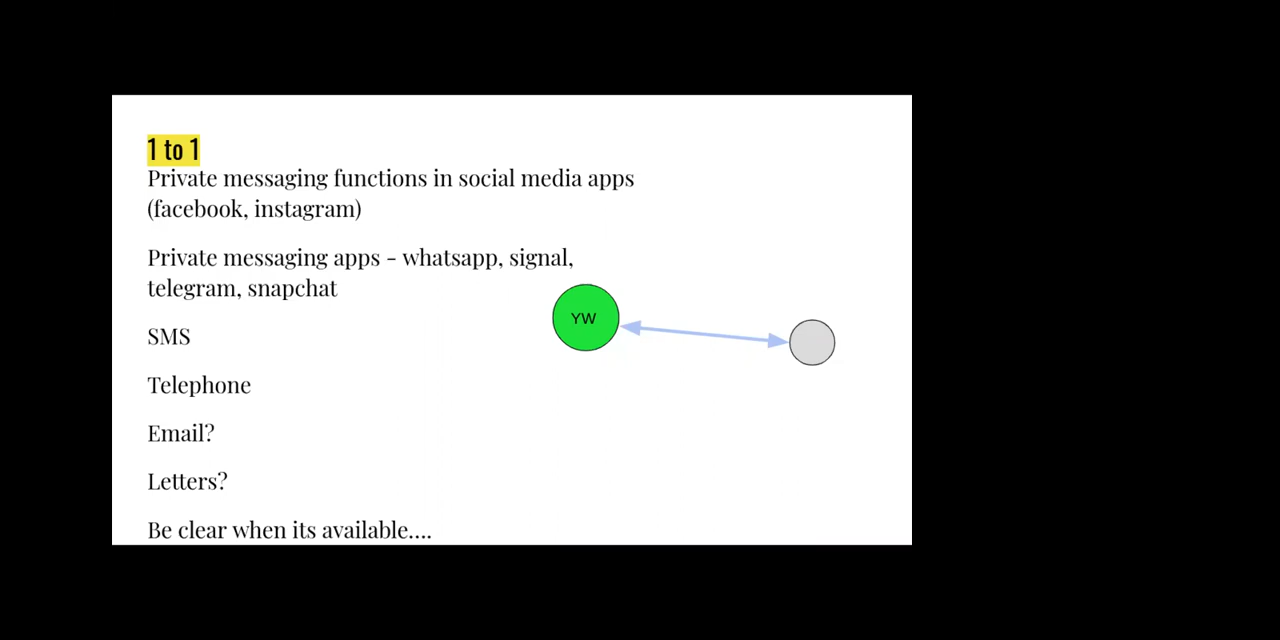 1 to 1
Private messaging functions in social media apps
(facebook, instagram)
Private messaging apps - whatsapp, signal,
telegram, snapchat
YW
SMS
Telephone
Email?
Letters?
Be clear when its available....